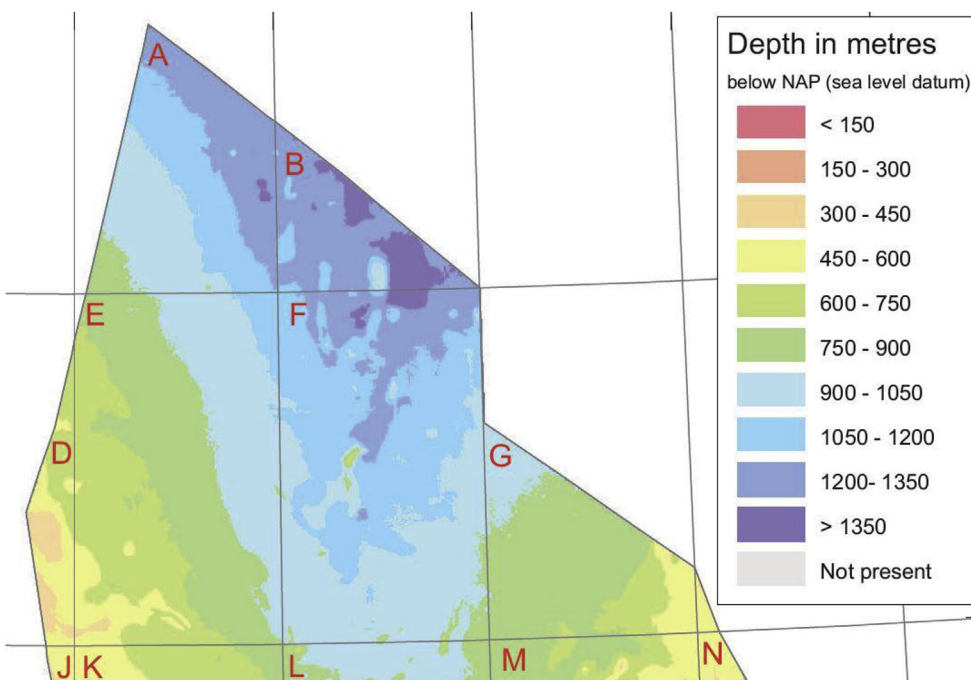 A
B
E
F
D
G
J K
L
M
N
Depth in metres
below NAP (sea level datum)
< 150
150 - 300
300 - 450
450 - 600
600 - 750
750 - 900
900 - 1050
1050 - 1200
1200- 1350
> 1350
Not present